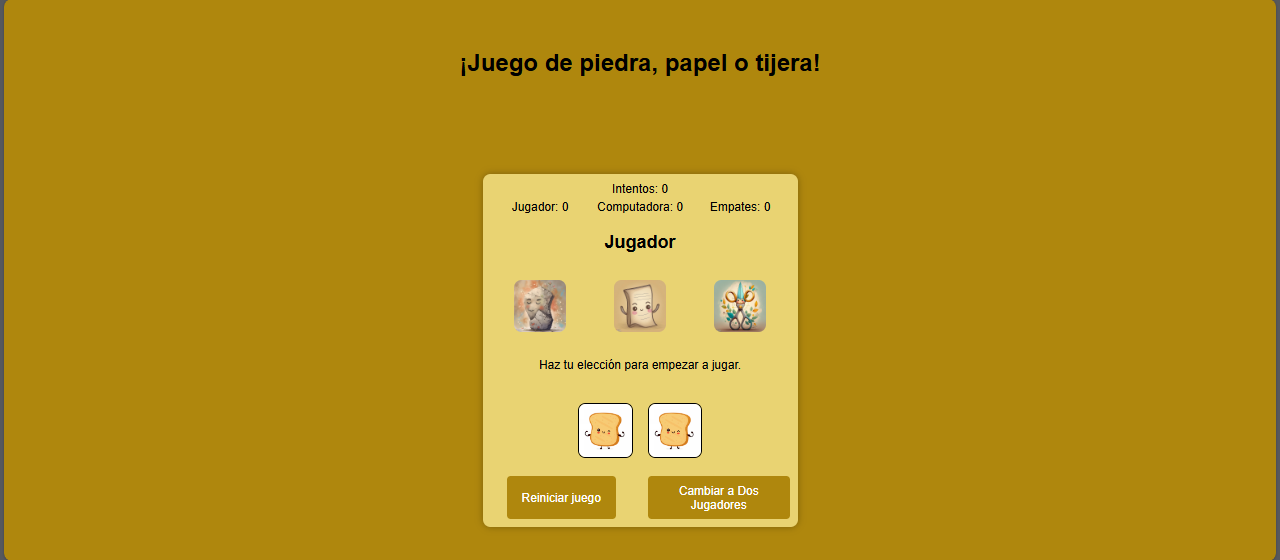 ¡Juego de piedra, papel o tijera!
Intentos: 0
Jugador: 0 Computadora: 0 Empates: 0
Jugador
Haz tu elección para empezar a jugar.
Reiniciar juego
Cambiar a Dos
Jugadores